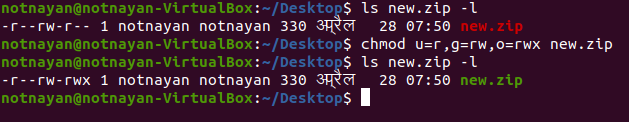 notnayan@notnayan-VirtualBox:~/Desktop$ ls new.zip -l
-r--rw-r-- 1 notnayan notnayan 330 अप्रैल 28 07:50 new.zip
notnayan@notnayan-VirtualBox:~/Desktop$ chmod u=r,g=rw,o=rwx new.zip
notnayan@notnayan-VirtualBox:~/Desktop$ ls new.zip -l
-r--rw-rwx 1 notnayan notnayan 330 अप्रैल 28 07:50 new.zip
notnayan@notnayan-VirtualBox:~/Desktop$